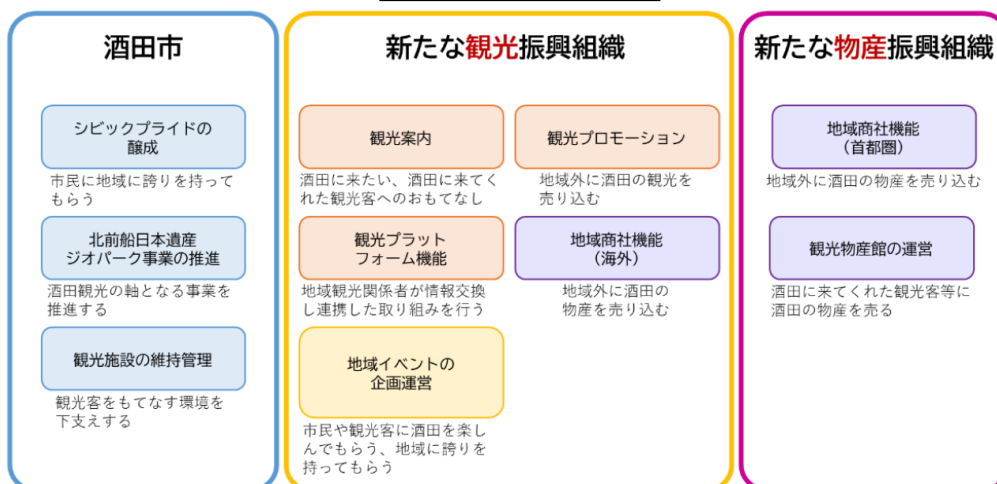 酒田市
シビックプライドの
醸成
市民に地域に誇りを持って
もらう
北前船日本遺産
ジオパーク事業の推進
酒田観光の軸となる事業を
推進する
観光施設の維持管理
観光客をもてなす環境を
下支えする
新たな観光振興組織
観光案内
酒田に来たい、酒田に来てく
れた観光客へのおもてなし
観光プロモーション
地域外に酒田の観光を
売り込む
観光プラット
フォーム機能
地域観光関係者が情報交換
し連携した取り組みを行う
地域商社機能
（海外）
地域外に酒田の
物産を売り込む
地域イベントの
企画運営
市民や観光客に酒田を楽し
んでもらう、地域に誇りを
持ってもらう
新たな物産振興組織
地域商社機能
（首都圏）
地域外に酒田の物産を売り込む
観光物産館の運営
酒田に来てくれた観光客等に
酒田の物産を売る